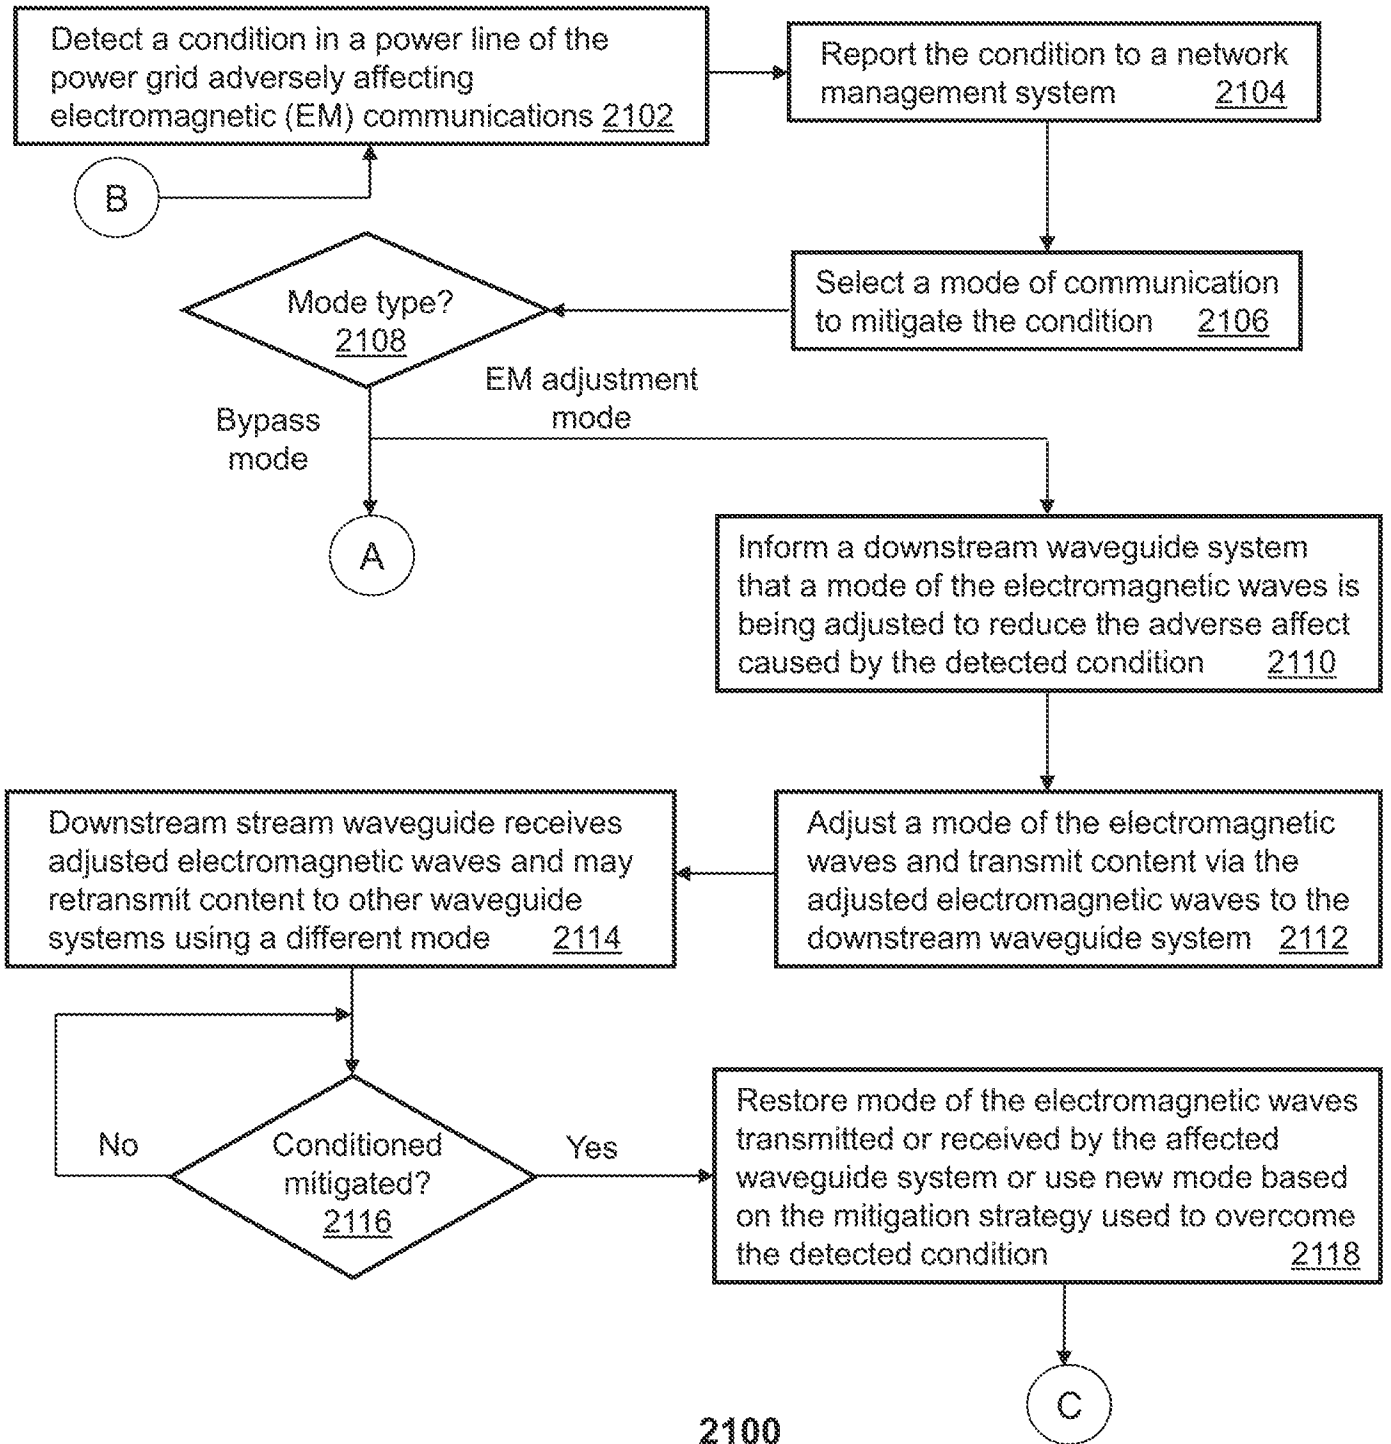 Detect a condition in a power line of the
power grid adversely affecting
electromagnetic (EM) communications 2102
Report the condition to a network
management system 2104
B
Mode type?
2108
Select a mode of communication
to mitigate the condition 2106
EM adjustment
mode
Bypass
mode
A
Inform a downstream waveguide system
that a mode of the electromagnetic waves is
being adjusted to reduce the adverse affect
caused by the detected condition 2110
Downstream stream waveguide receives
adjusted electromagnetic waves and may
retransmit content to other waveguide
systems using a different mode 2114
Adjust a mode of the electromagnetic
waves and transmit content via the
adjusted electromagnetic waves to the
downstream waveguide system 2112
No
Conditioned
mitigated?
2116
Yes
Restore mode of the electromagnetic waves
transmitted or received by the affected
waveguide system or use new mode based
on the mitigation strategy used to overcome
the detected condition 2118
C
2100